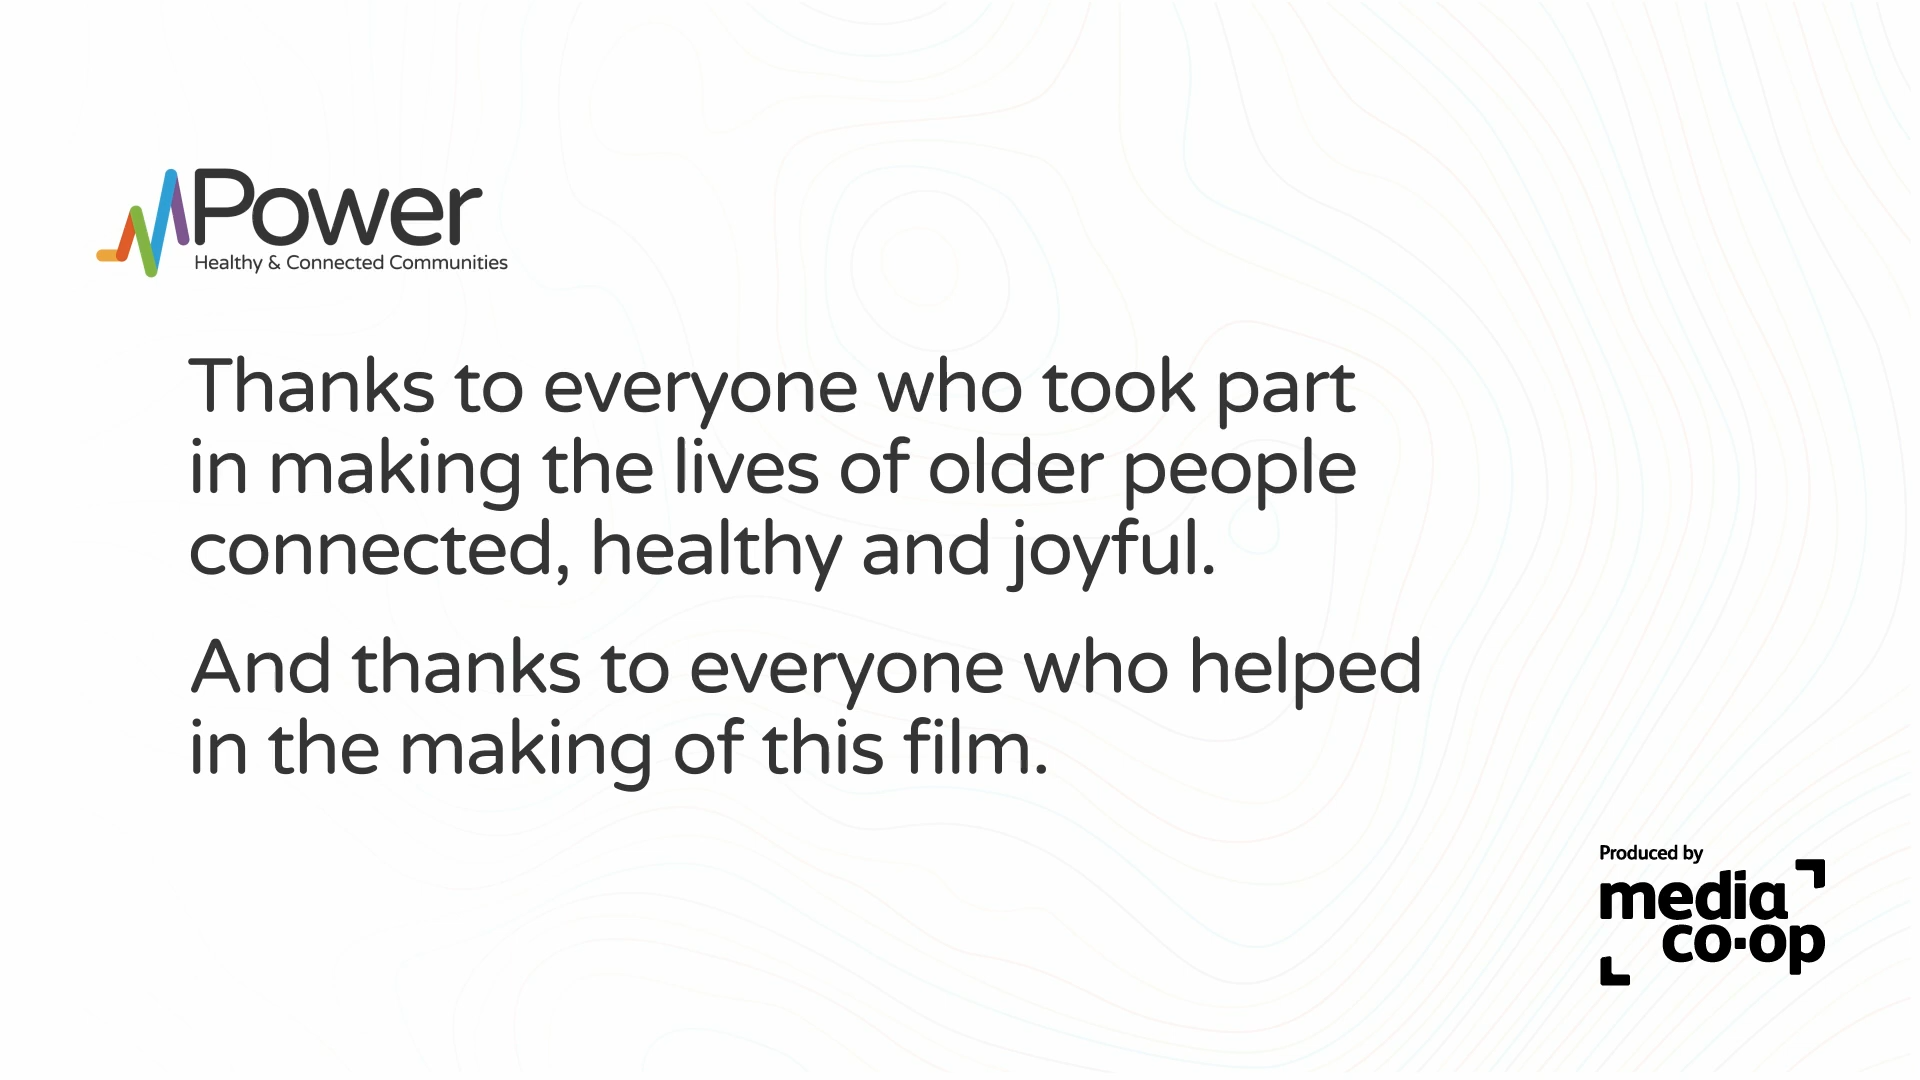 MPower
Healthy & Connected Communities
Thanks to everyone who took part
in making the lives of older people
connected, healthy and joyful.
And thanks to everyone who helped
in the making of this film.
Produced by
media
co-op